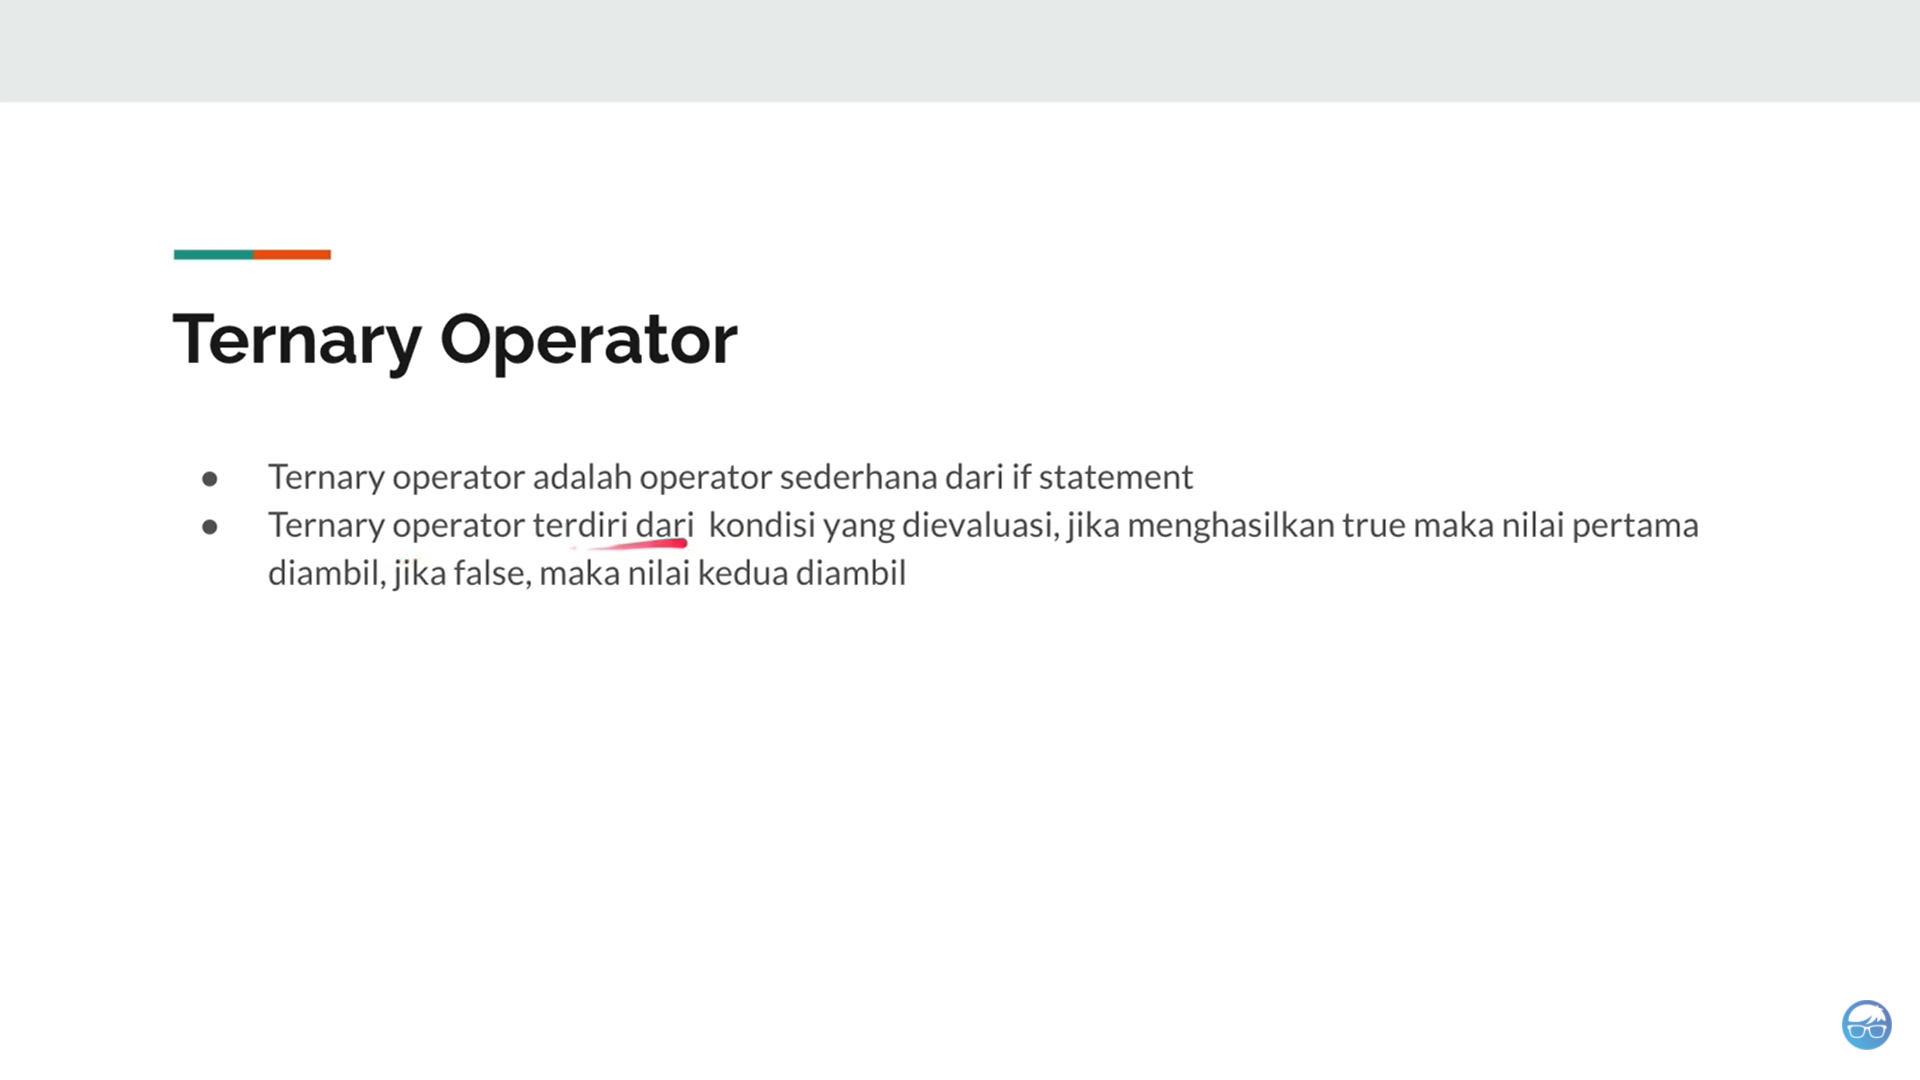 Ternary Operator
● Ternary operator adalah operator sederhana dari if statement
● Ternary operator terdiri dari  kondisi yang dievaluasi, jika menghasilkan true maka nilai pertama
diambil, jika false, maka nilai kedua diambil